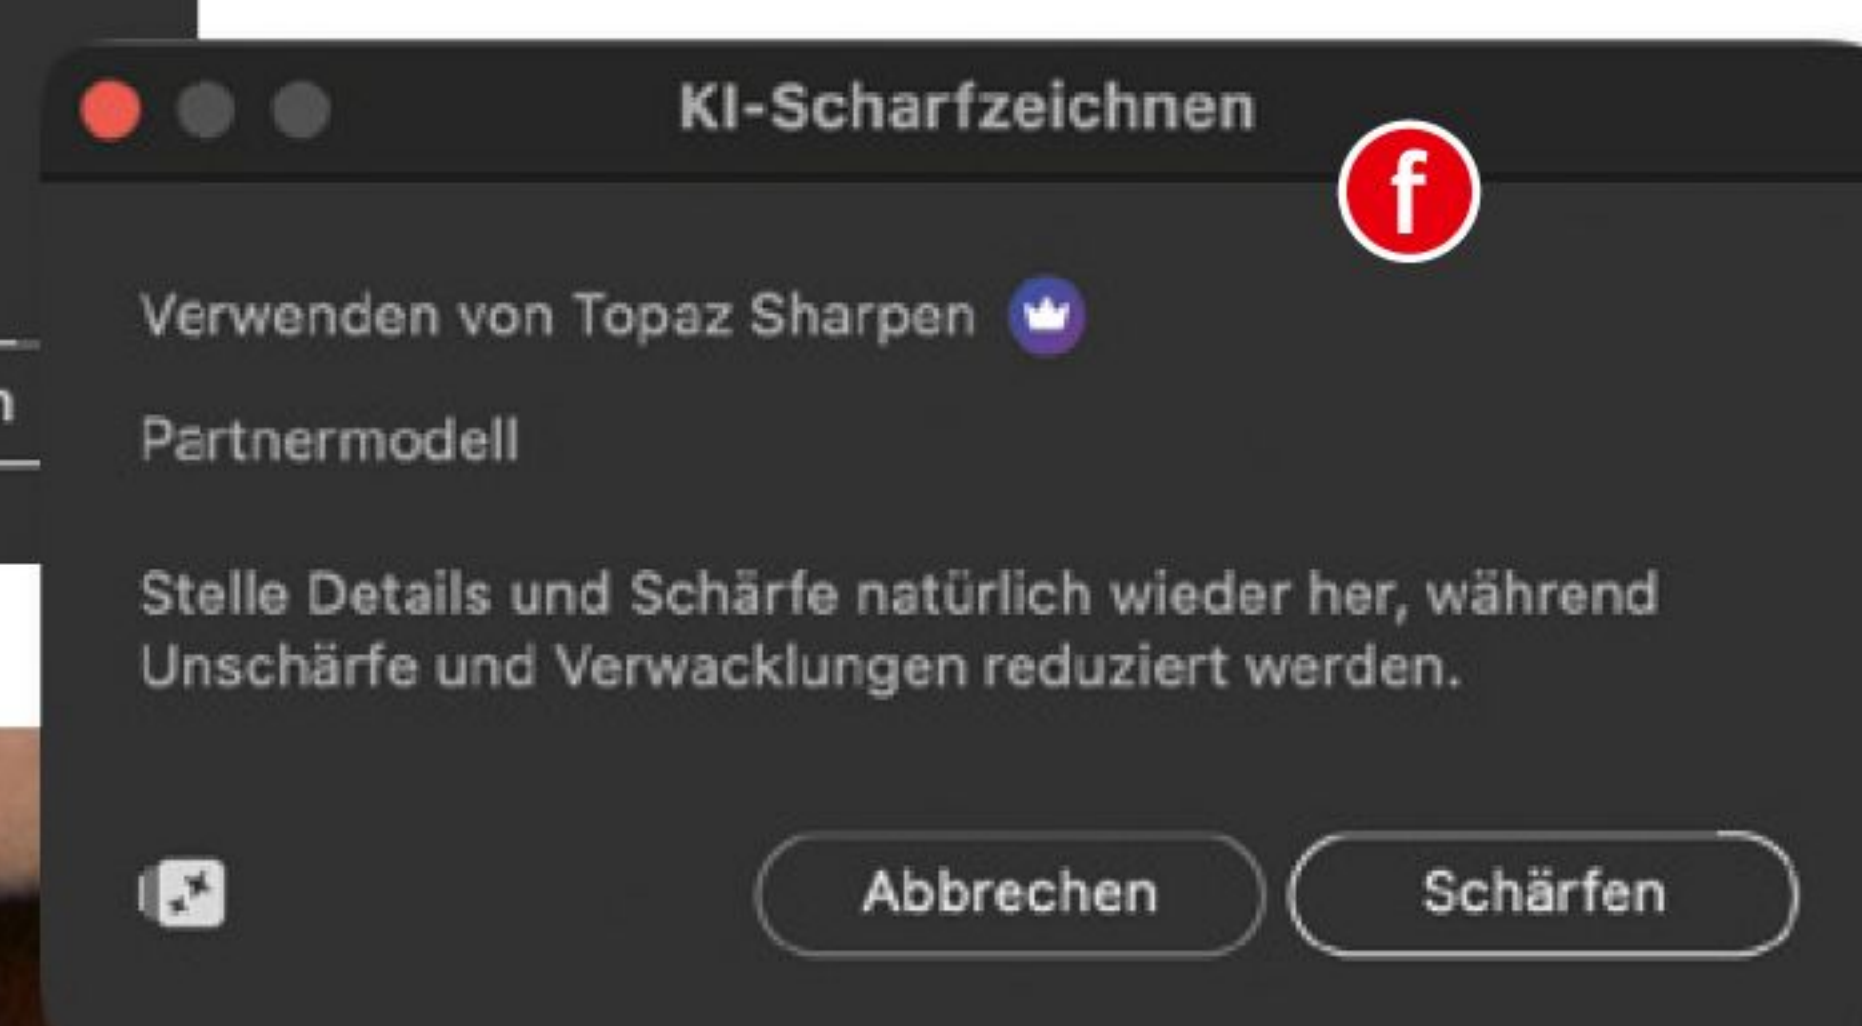 KI-Scharfzeichnen
f
Verwenden von Topaz Sharpen
Partnermodell
n
Stelle Details und Schärfe natürlich wieder her, während
Unschärfe und Verwacklungen reduziert werden.
Abbrechen
Schärfen